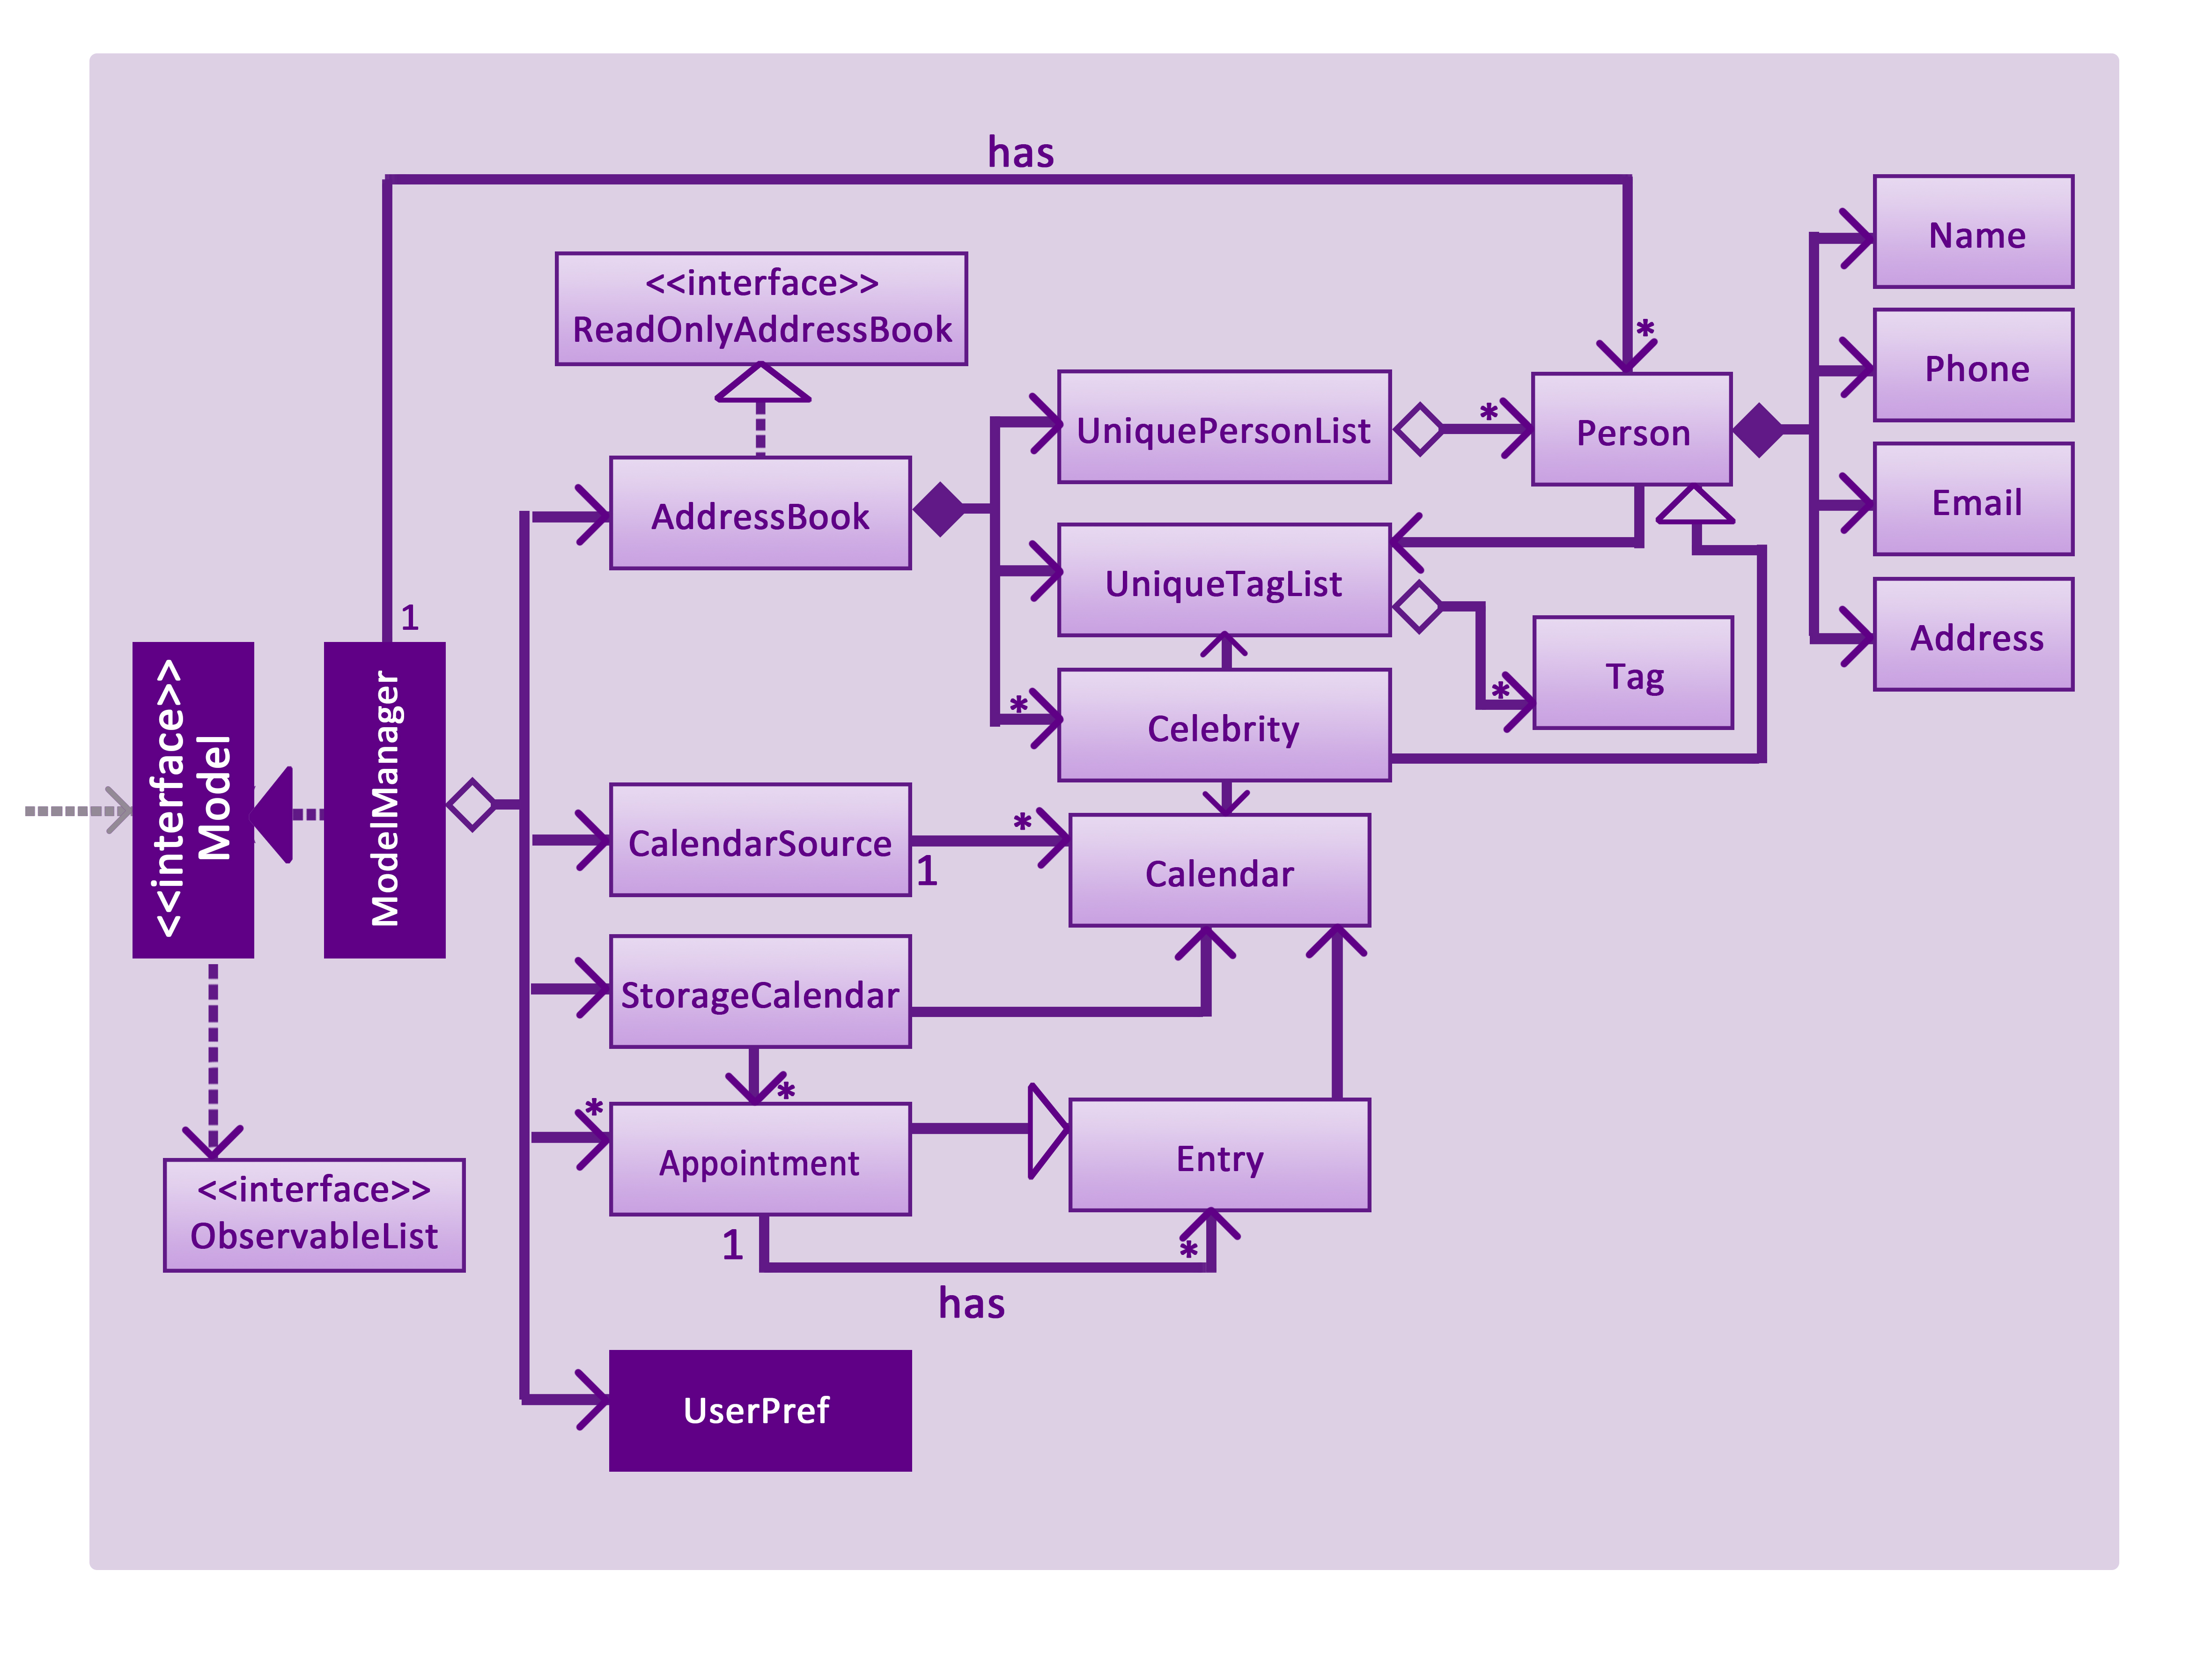 has
<<interface>>
ReadOnlyAddressBook
Name
Phone
Email
Address
*
Person
UniquePersonList
*
AddressBook
UniqueTagList
Tag
*
Celebrity
*
1
<<interface>>
Model
ModelManager
CalendarSource
1
*
Calendar
StorageCalendar
*
*
Appointment
Entry
1
*
has
<<interface>>
ObservableList
UserPref